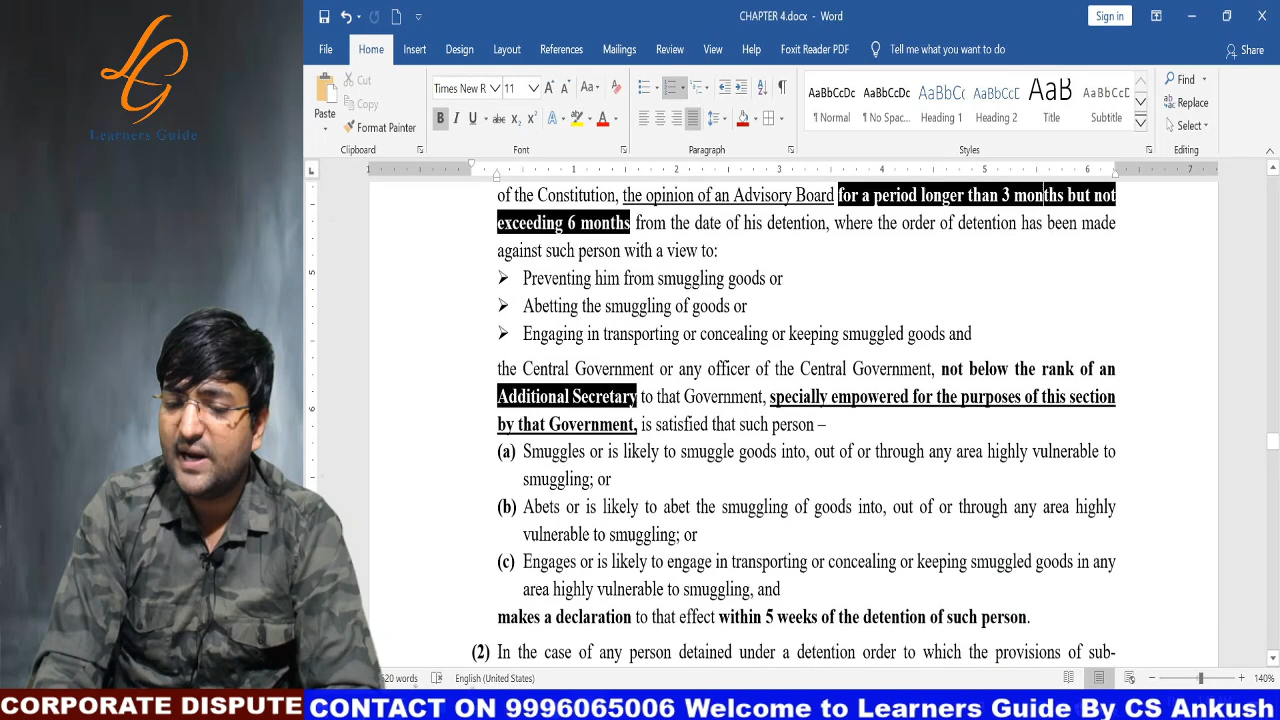 Learners Guide
CHAPTER 4.docx - Word
Sign in
File Home Insert Design Layout References Mailings Review View Help Foxit Reader PDF Tell me what you want to do Share
Paste
Cut
Copy
Format Painter
Clipboard
Times New R 11
Font
Paragraph
AaBbCcDc AaBbCcDc AaBbCc AaBbCcD AaB AaBbCcD
¶ Normal ¶ No Spac... Heading 1 Heading 2 Title Subtitle
Styles
Find
Replace
Select
Editing
1 1 2 3 4 5 6 7
of the Constitution, the opinion of an Advisory Board for a period longer than 3 months but not
exceeding 6 months from the date of his detention, where the order of detention has been made
against such person with a view to:
➢ Preventing him from smuggling goods or
➢ Abetting the smuggling of goods or
➢ Engaging in transporting or concealing or keeping smuggled goods and
the Central Government or any officer of the Central Government, not below the rank of an
Additional Secretary to that Government, specially empowered for the purposes of this section
by that Government, is satisfied that such person –
(a) Smuggles or is likely to smuggle goods into, out of or through any area highly vulnerable to
smuggling; or
(b) Abets or is likely to abet the smuggling of goods into, out of or through any area highly
vulnerable to smuggling; or
(c) Engages or is likely to engage in transporting or concealing or keeping smuggled goods in any
area highly vulnerable to smuggling, and
makes a declaration to that effect within 5 weeks of the detention of such person.
(2) In the case of any person detained under a detention order to which the provisions of sub-
words English (United States) 140%
CORPORATE DISPUTE CONTACT ON 9996065006 Welcome to Learners Guide By CS Ankush